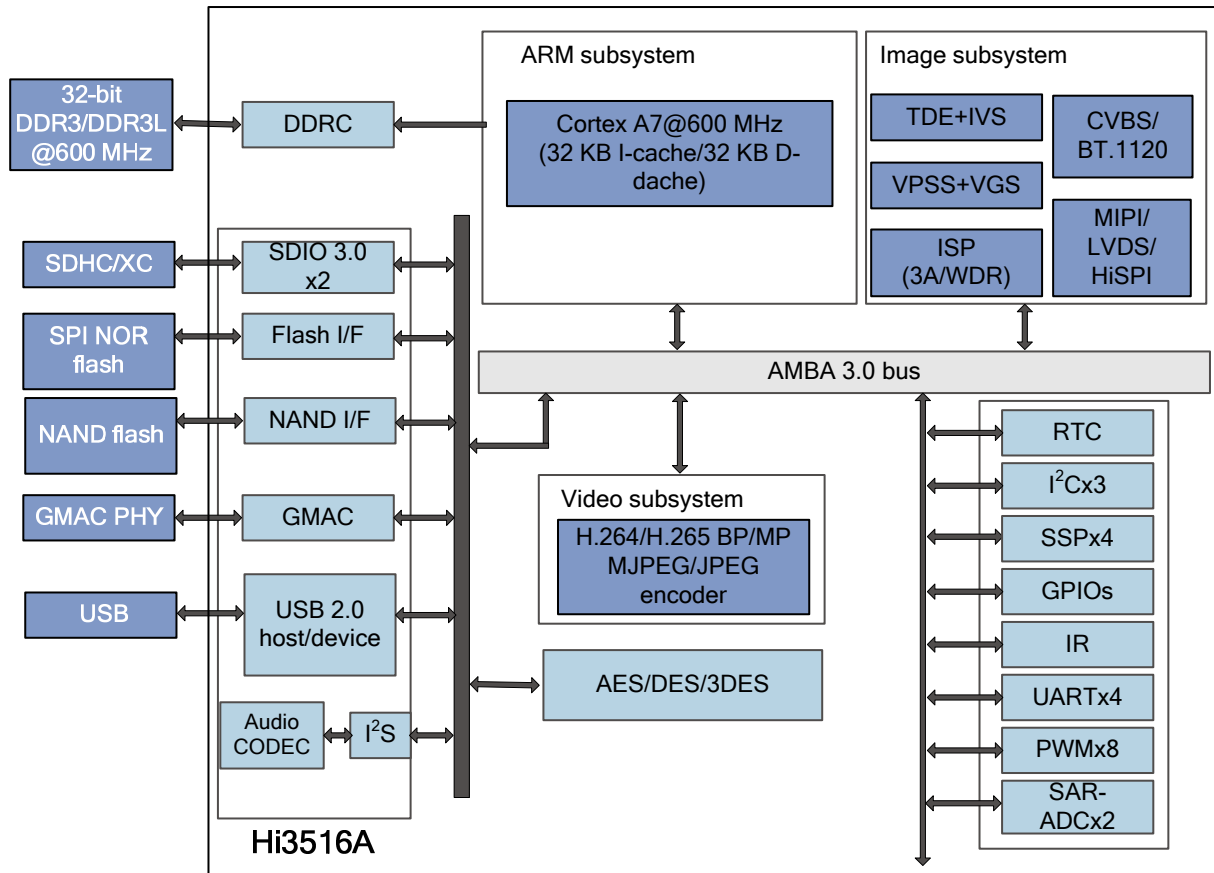 32-bit
DDR3/DDR3L
@600 MHz
DDRC
ARM subsystem
Cortex A7@600 MHz
(32 KB I-cache/32 KB D-
dache)
Image subsystem
TDE+IVS
VPSS+VGS
ISP
(3A/WDR)
CVBS/
BT.1120
MIPI/
LVDS/
HiSPI
SDHC/XC
SDIO 3.0
x2
SPI NOR
flash
Flash I/F
NAND flash
NAND I/F
GMAC PHY
GMAC
USB
USB 2.0
host/device
Audio
CODEC
I²S
Hi3516A
AMBA 3.0 bus
Video subsystem
H.264/H.265 BP/MP
MJPEG/JPEG
encoder
AES/DES/3DES
RTC
I²Cx3
SSPx4
GPIOs
IR
UARTx4
PWMx8
SAR-
ADCx2